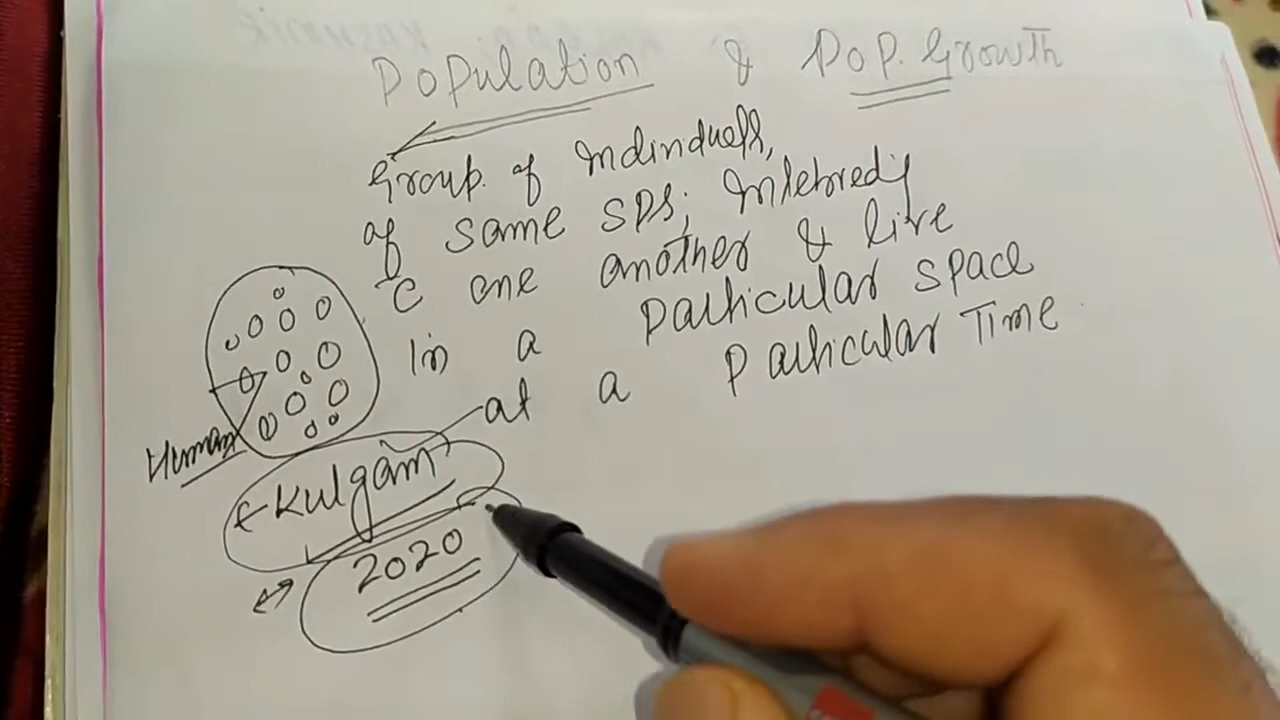 Population & Pop. Growth
Group. of Individuals,
of same SPS; Interbredig
C one another & live
in a particular space
at a particular Time
Human
Kulgam
2020